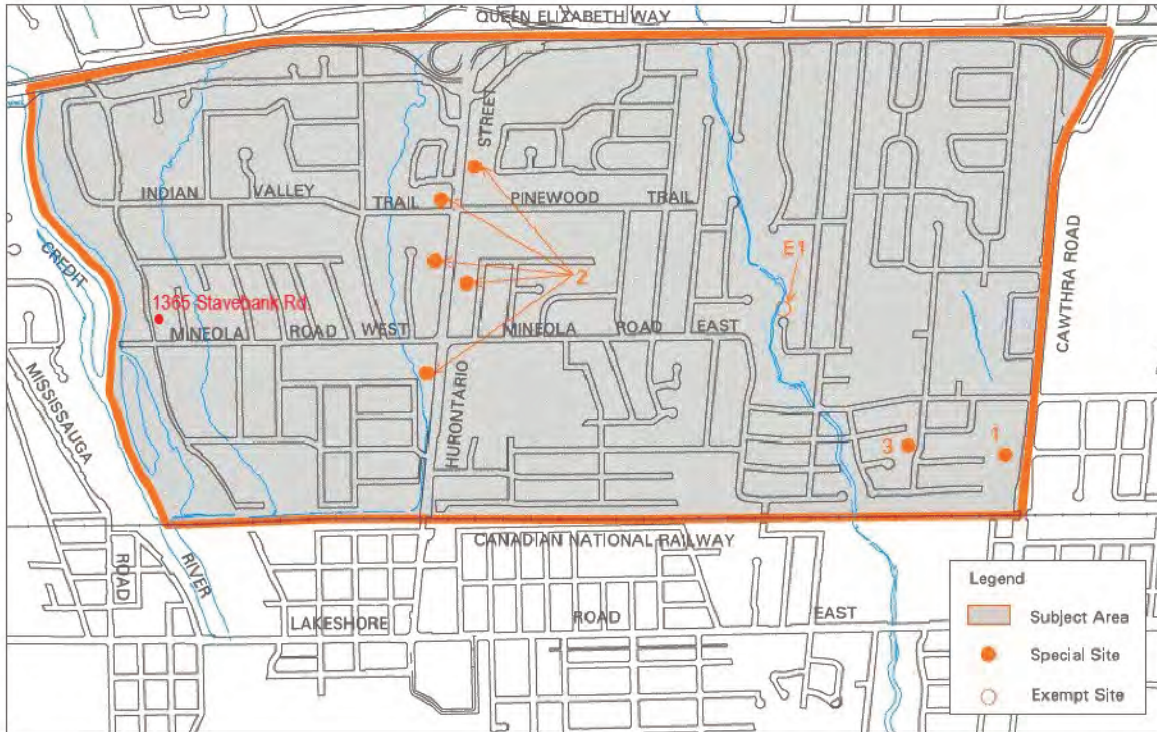 QUEEN ELIZABETH WAY
STREET
INDIAN VALLEY TRAIL PINEWOOD TRAIL
E1
2
CREDIT
CAWTHRA ROAD
1365 Stavebank Rd
MINEOLA ROAD WEST MINEOLA ROAD EAST
MISSISSAUGA
HURONTARIO
3
1
CANADIAN NATIONAL RAILWAY
ROAD
RIVER
LAKESHORE ROAD EAST
Legend
Subject Area
Special Site
Exempt Site